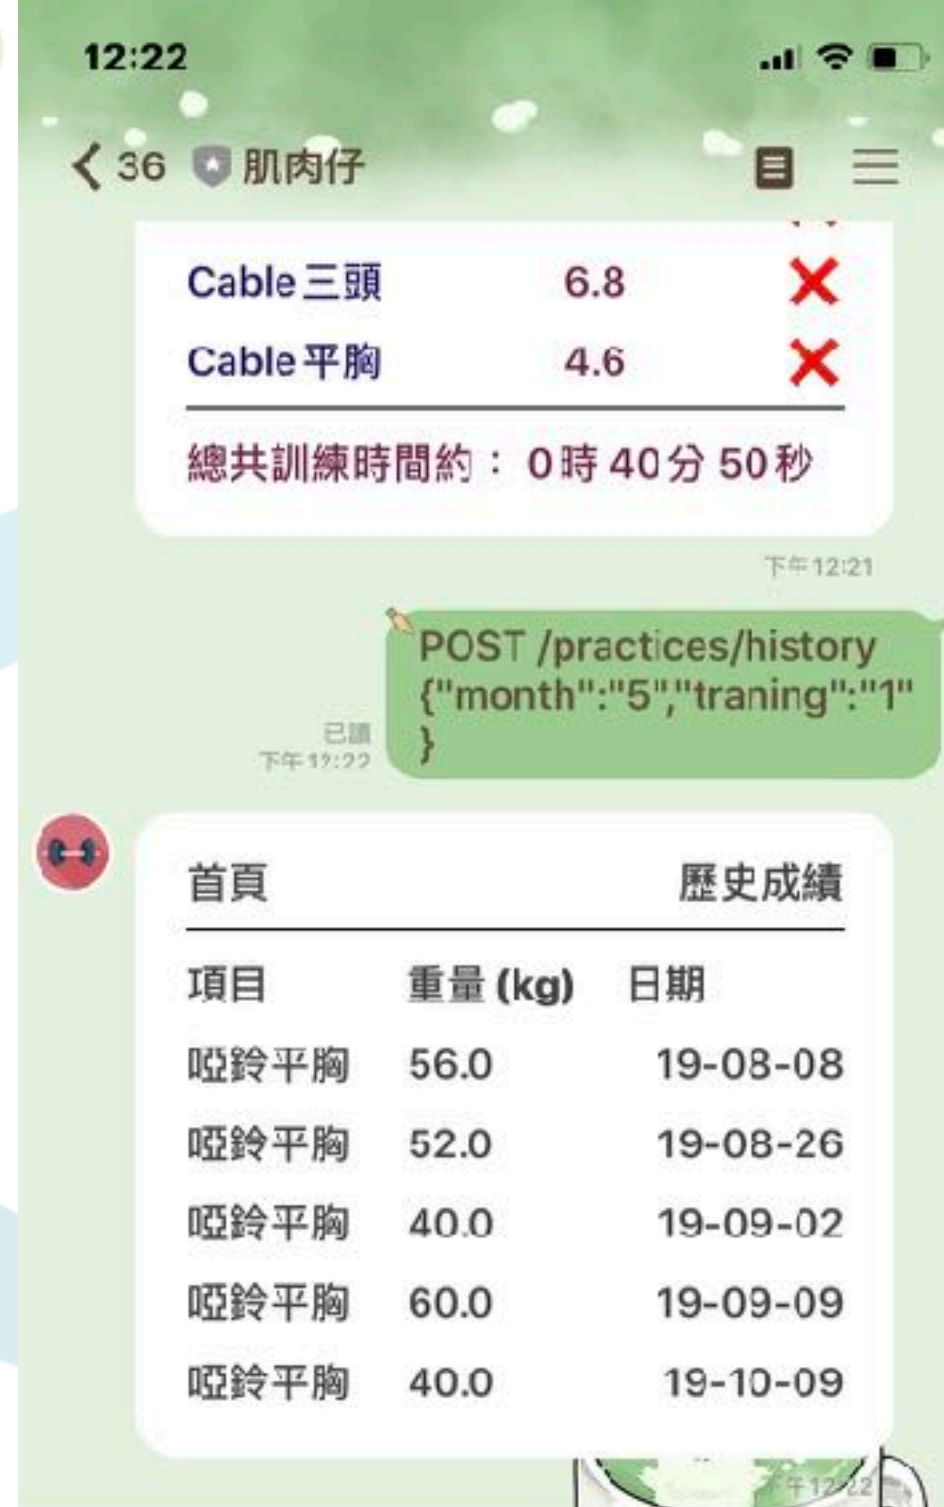 12:22
36 肌肉仔
Cable三頭 6.8 ❌
Cable平胸 4.6 ❌
總共訓練時間約： 0時 40分 50秒
下午12:21
POST /practices/history
{"month":"5","traning":"1"
}
已讀
下午12:22
首頁 歷史成績
項目 重量 (kg) 日期
啞鈴平胸 56.0 19-08-08
啞鈴平胸 52.0 19-08-26
啞鈴平胸 40.0 19-09-02
啞鈴平胸 60.0 19-09-09
啞鈴平胸 40.0 19-10-09
下午12:22